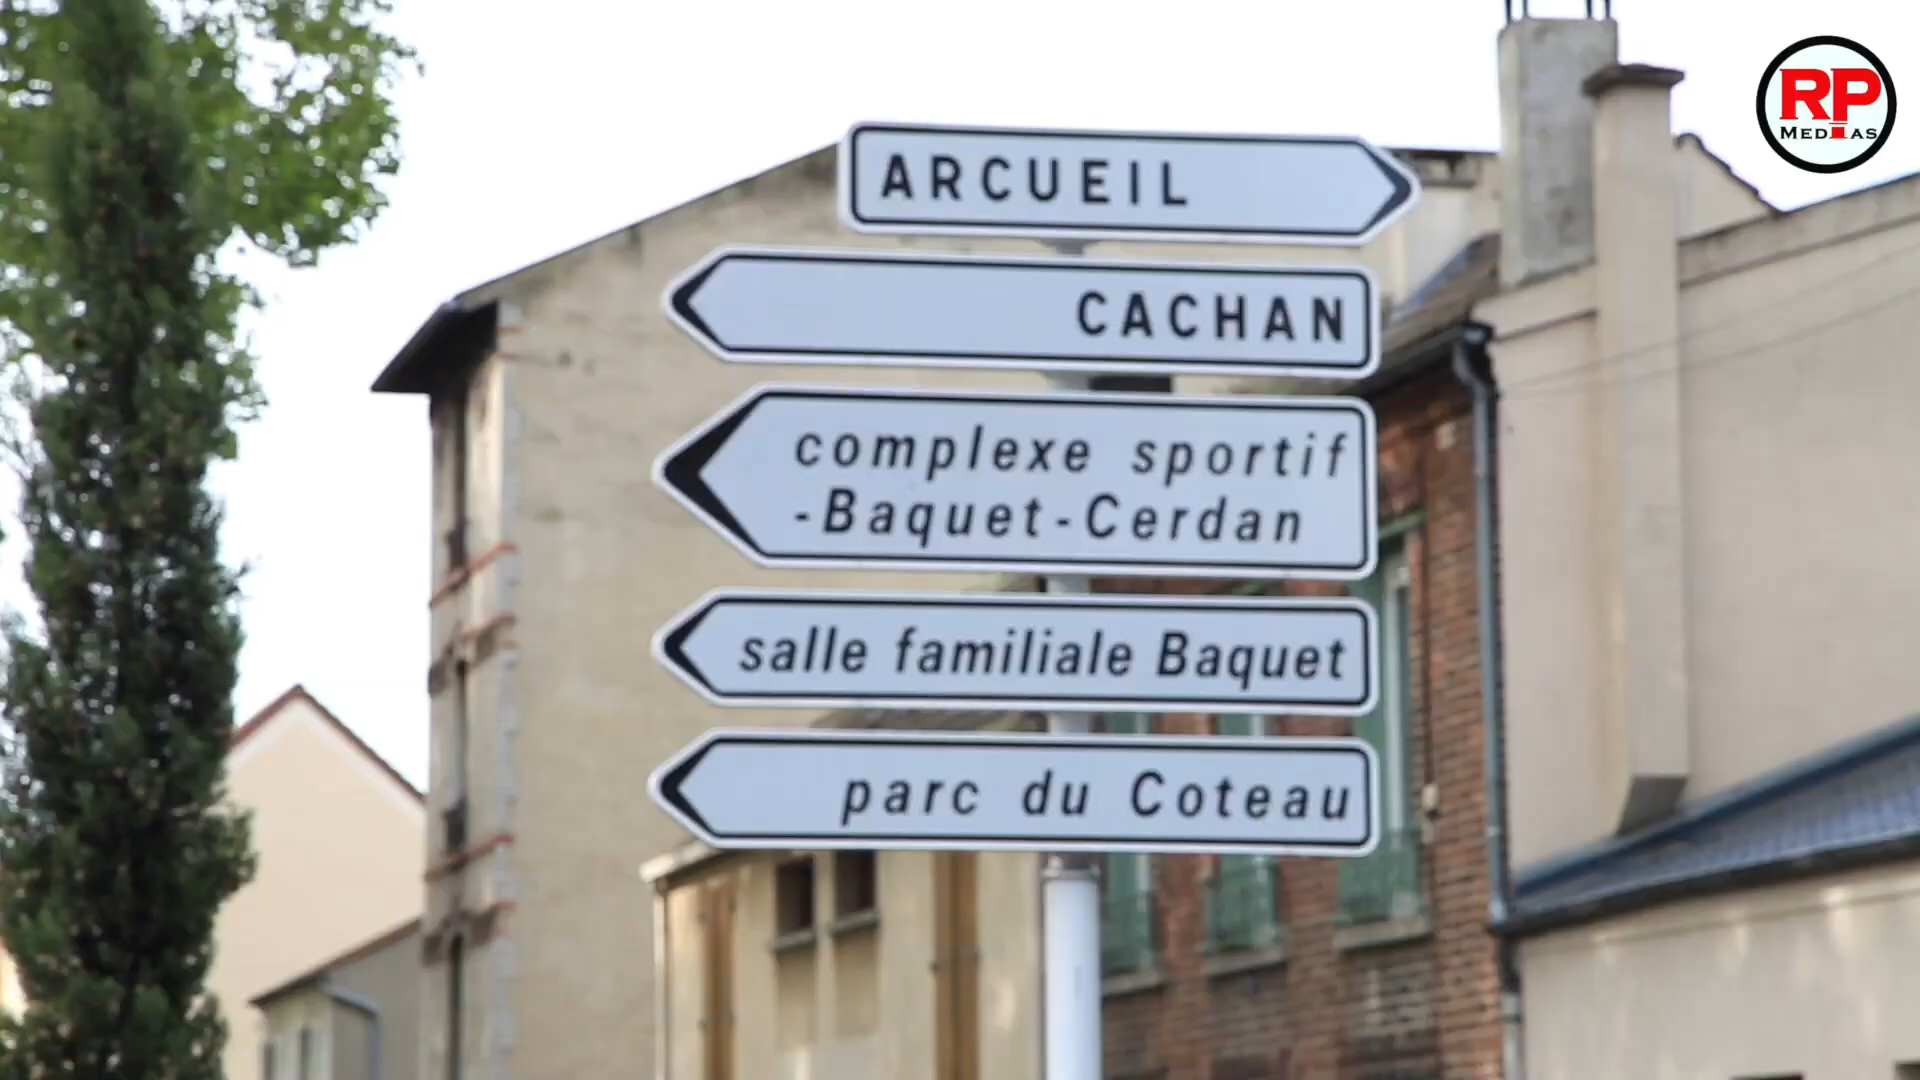 RP
MEDIAS
ARCUEIL
CACHAN
complexe sportif
-Baquet-Cerdan
salle familiale Baquet
parc du Coteau